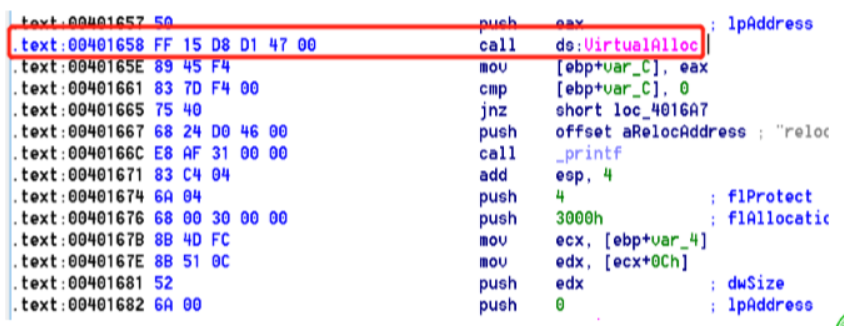 .text:00401657 50 push eax ; lpAddress
.text:00401658 FF 15 D8 D1 47 00 call ds:VirtualAlloc
.text:0040165E 89 45 F4 mov [ebp+var_C], eax
.text:00401661 83 7D F4 00 cmp [ebp+var_C], 0
.text:00401665 75 40 jnz short loc_4016A7
.text:00401667 68 24 D0 46 00 push offset aRelocAddress ; "reloc
.text:0040166C E8 AF 31 00 00 call _printf
.text:00401671 83 C4 04 add esp, 4
.text:00401674 6A 04 push 4 ; flProtect
.text:00401676 68 00 30 00 00 push 3000h ; flAllocatic
.text:0040167B 8B 4D FC mov ecx, [ebp+var_4]
.text:0040167E 8B 51 0C mov edx, [ecx+0Ch]
.text:00401681 52 push edx ; dwSize
.text:00401682 6A 00 push 0 ; lpAddress